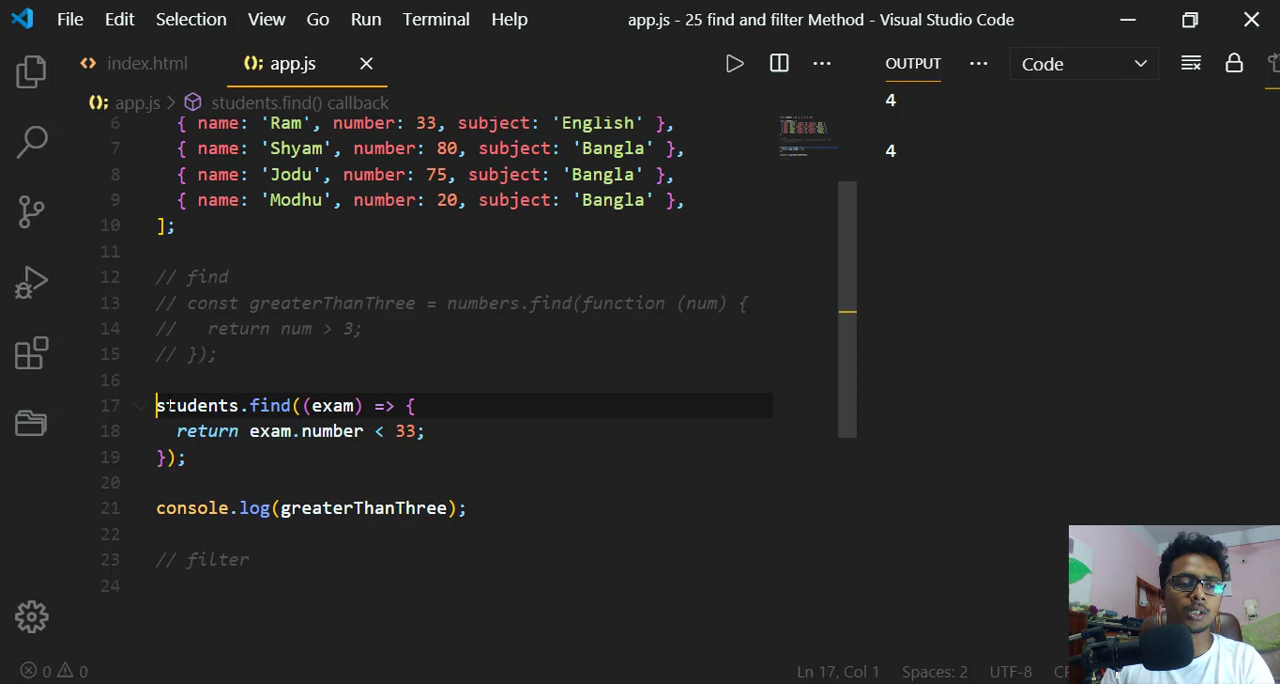 File Edit Selection View Go Run Terminal Help app.js - 25 find and filter Method - Visual Studio Code
index.html app.js OUTPUT ... Code
app.js > students.find() callback
6 { name: 'Ram', number: 33, subject: 'English' },
7 { name: 'Shyam', number: 80, subject: 'Bangla' },
8 { name: 'Jodu', number: 75, subject: 'Bangla' },
9 { name: 'Modhu', number: 20, subject: 'Bangla' },
10 ];
11
12 // find
13 // const greaterThanThree = numbers.find(function (num) {
14 //   return num > 3;
15 // });
16
17 students.find((exam) => {
18   return exam.number < 33;
19 });
20
21 console.log(greaterThanThree);
22
23 // filter
24
4
4
0 0 Ln 17, Col 1 Spaces: 2 UTF-8